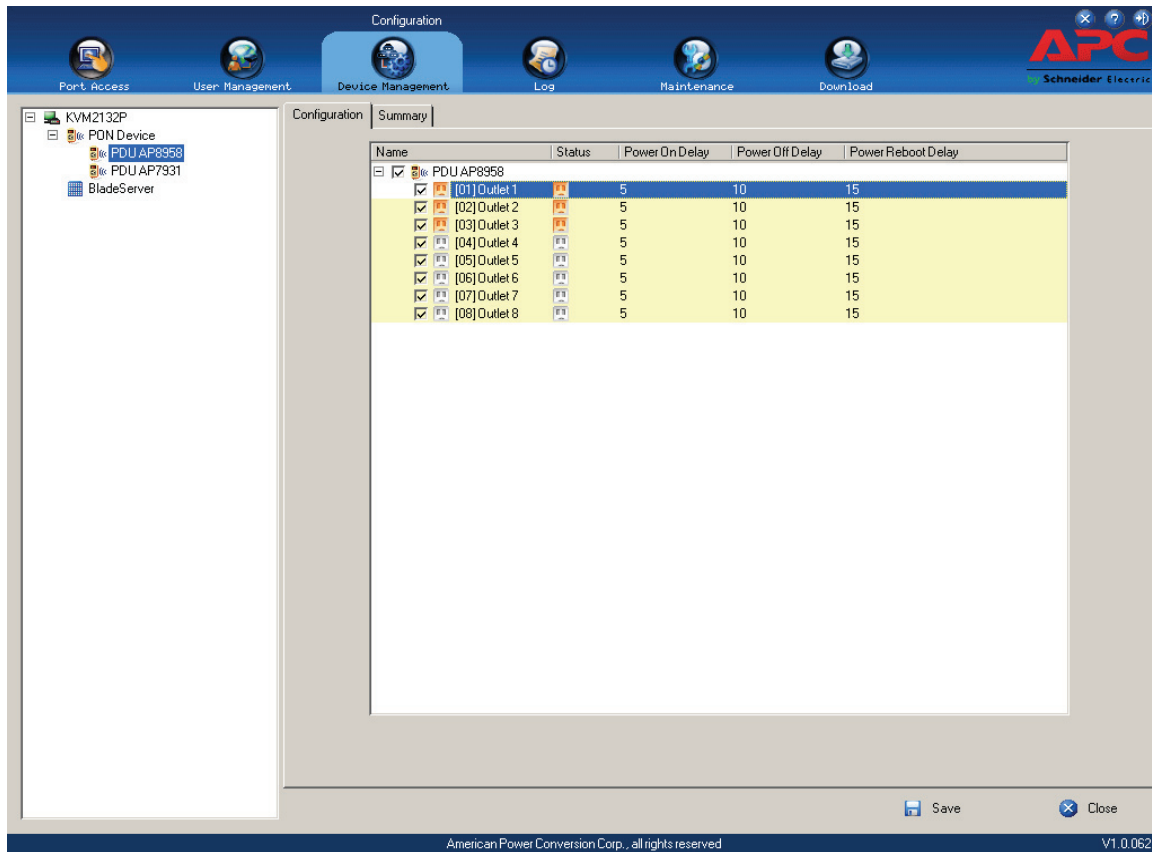 Configuration
APC
by Schneider Electric
Port Access User Management Device Management Log Maintenance Download
KVM2132P
PON Device
PDU AP8958
PDU AP7931
BladeServer
Configuration Summary
Name Status Power On Delay Power Off Delay Power Reboot Delay
PDU AP8958
[01] Outlet 1 5 10 15
[02] Outlet 2 5 10 15
[03] Outlet 3 5 10 15
[04] Outlet 4 5 10 15
[05] Outlet 5 5 10 15
[06] Outlet 6 5 10 15
[07] Outlet 7 5 10 15
[08] Outlet 8 5 10 15
Save Close
American Power Conversion Corp., all rights reserved V1.0.062